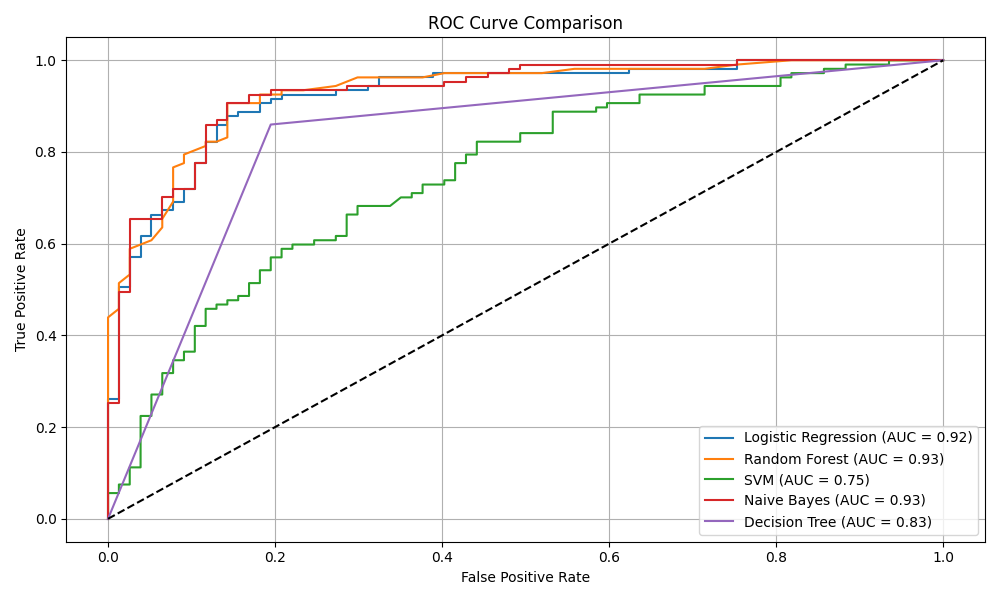 ROC Curve Comparison
1.0
0.8
0.6
0.4
0.2
0.0
True Positive Rate
Logistic Regression (AUC = 0.92)
Random Forest (AUC = 0.93)
SVM (AUC = 0.75)
Naive Bayes (AUC = 0.93)
Decision Tree (AUC = 0.83)
0.0 0.2 0.4 0.6 0.8 1.0
False Positive Rate